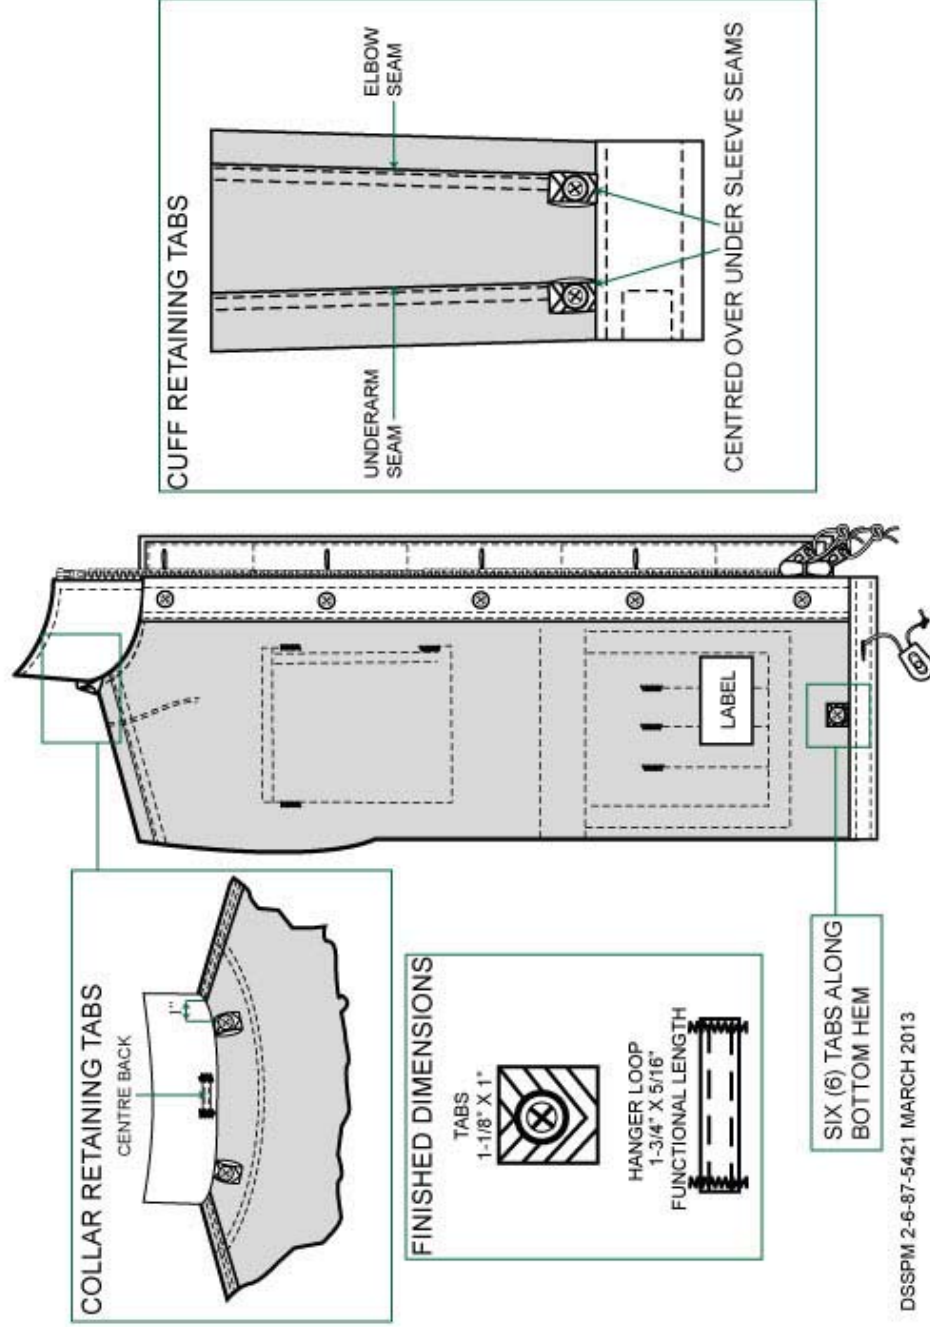 COLLAR RETAINING TABS
CENTRE BACK
1"
FINISHED DIMENSIONS
TABS
1-1/8" X 1"
HANGER LOOP
1-3/4" X 5/16"
FUNCTIONAL LENGTH
SIX (6) TABS ALONG
BOTTOM HEM
LABEL
CUFF RETAINING TABS
UNDERARM
SEAM
ELBOW
SEAM
CENTRED OVER UNDER SLEEVE SEAMS
DSSPM 2-6-87-5421 MARCH 2013